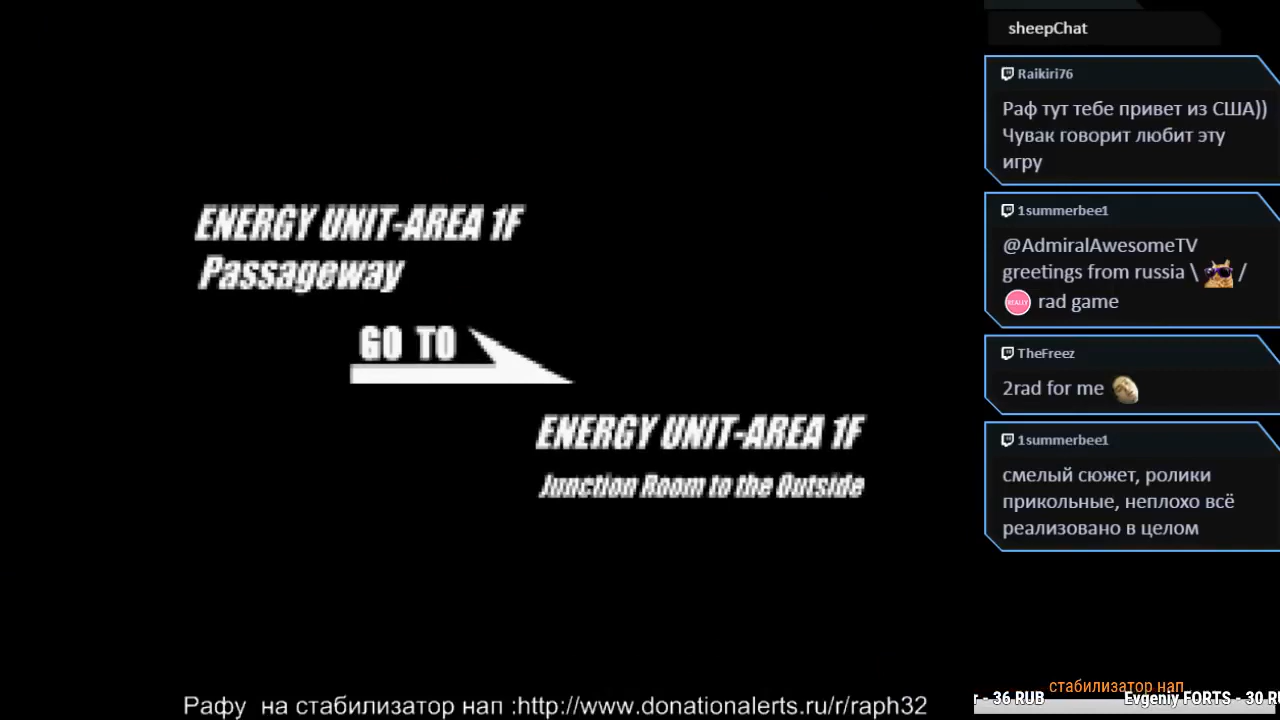 ENERGY UNIT-AREA 1F
Passageway
GO TO
ENERGY UNIT-AREA 1F
Junction Room to the Outside
sheepChat
Raikiri76
Раф тут тебе привет из США))
Чувак говорит любит эту
игру
1summerbee1
@AdmiralAwesomeTV
greetings from russia \ /
REALLY rad game
TheFreez
2rad for me
1summerbee1
смелый сюжет, ролики
прикольные, неплохо всё
реализовано в целом
Рафу на стабилизатор нап :http://www.donationalerts.ru/r/raph32
стабилизатор нап
- 36 RUB Evgeniy FORTS - 30